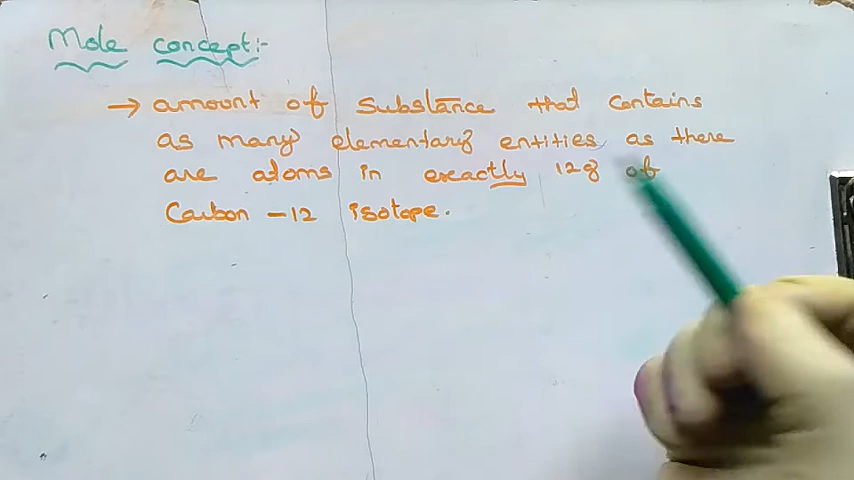 Mole concept:-
→ amount of substance that contains
as many elementary entities as there
are atoms in exactly 12g of
Carbon -12 isotope.